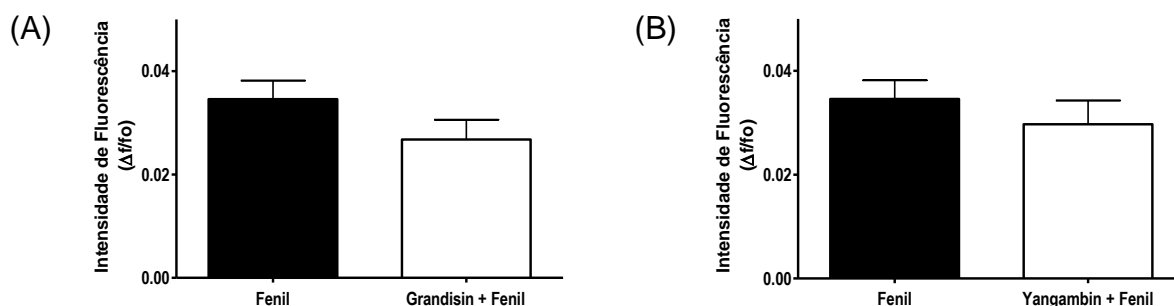 (A)
Intensidade de Fluorescência
(Δf/fo)
0.04
0.02
0.00
Fenil
Grandisin + Fenil
(B)
Intensidade de Fluorescência
(Δf/fo)
0.04
0.02
0.00
Fenil
Yangambin + Fenil